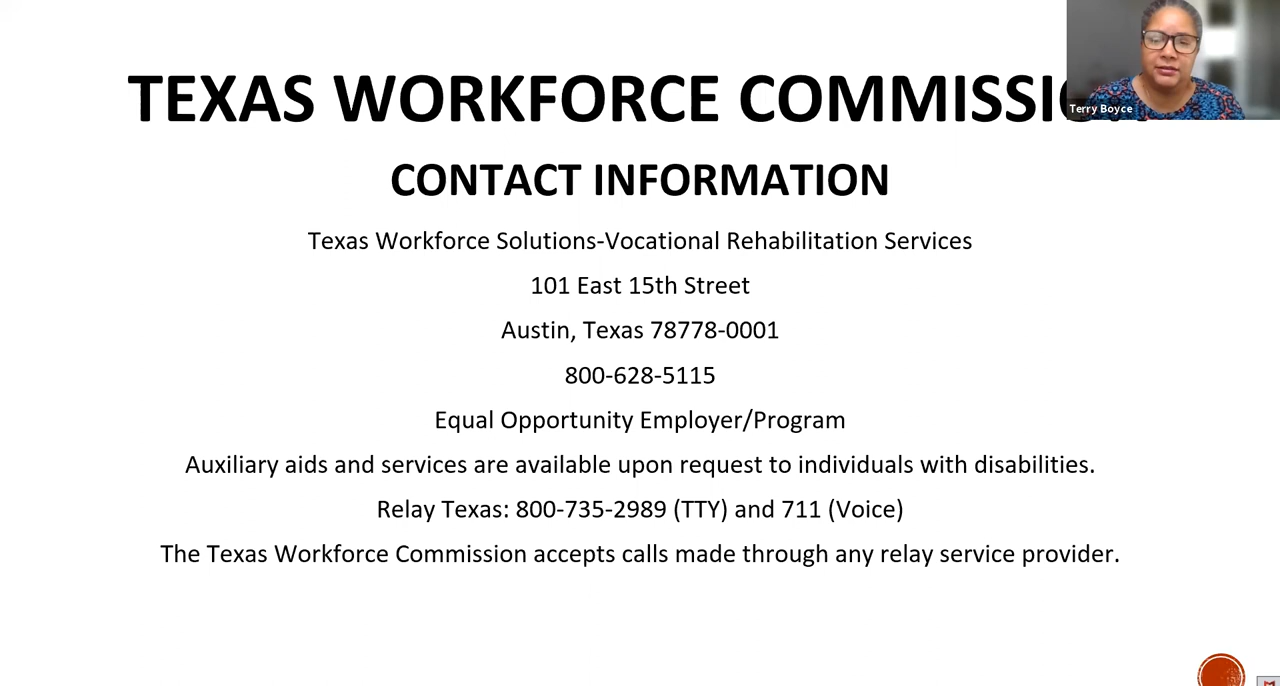 TEXAS WORKFORCE COMMISSION
CONTACT INFORMATION
Texas Workforce Solutions-Vocational Rehabilitation Services
101 East 15th Street
Austin, Texas 78778-0001
800-628-5115
Equal Opportunity Employer/Program
Auxiliary aids and services are available upon request to individuals with disabilities.
Relay Texas: 800-735-2989 (TTY) and 711 (Voice)
The Texas Workforce Commission accepts calls made through any relay service provider.
Terry Boyce